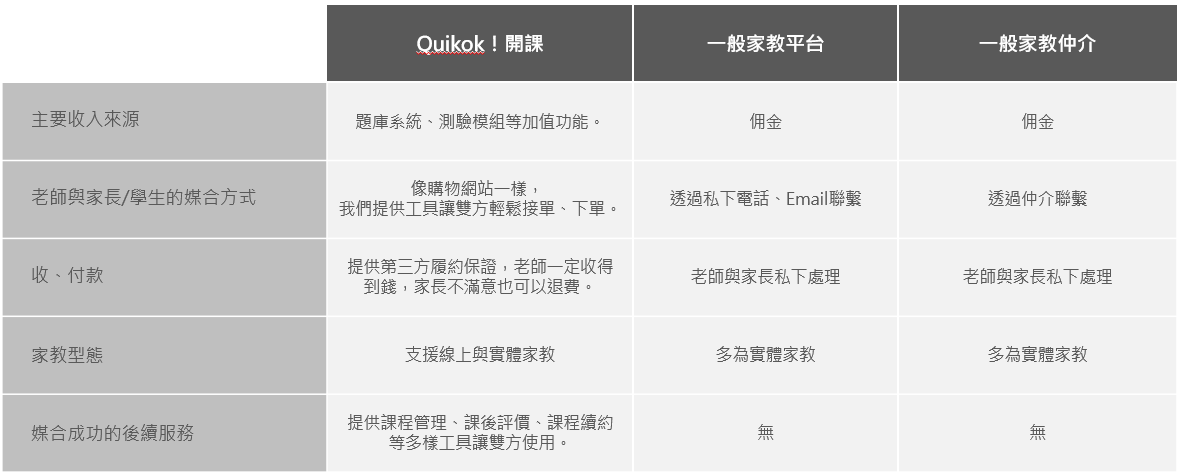 Quikok！開課
一般家教平台
一般家教仲介
主要收入來源
題庫系統、測驗模組等加值功能。
佣金
佣金
老師與家長/學生的媒合方式
像購物網站一樣，
我們提供工具讓雙方輕鬆接單、下單。
透過私下電話、Email聯繫
透過仲介聯繫
收、付款
提供第三方履約保證，老師一定收得
到錢，家長不滿意也可以退費。
老師與家長私下處理
老師與家長私下處理
家教型態
支援線上與實體家教
多為實體家教
多為實體家教
媒合成功的後續服務
提供課程管理、課後評價、課程續約
等多樣工具讓雙方使用。
無
無